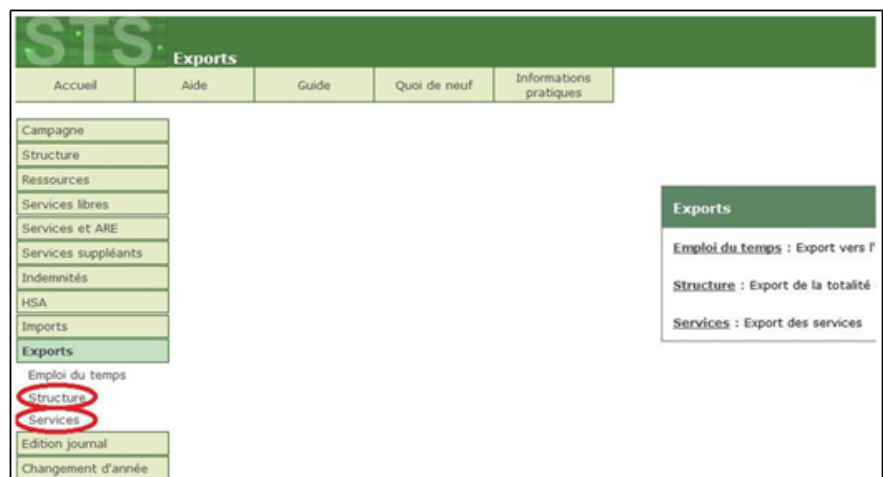 STS
Exports
Accueil
Aide
Guide
Quoi de neuf
Informations
pratiques
Campagne
Structure
Ressources
Services libres
Services et ARE
Services suppléants
Indemnités
HSA
Imports
Exports
Emploi du temps
Structure
Services
Edition journal
Changement d'année
Exports
Emploi du temps : Export vers l'
Structure : Export de la totalité
Services : Export des services